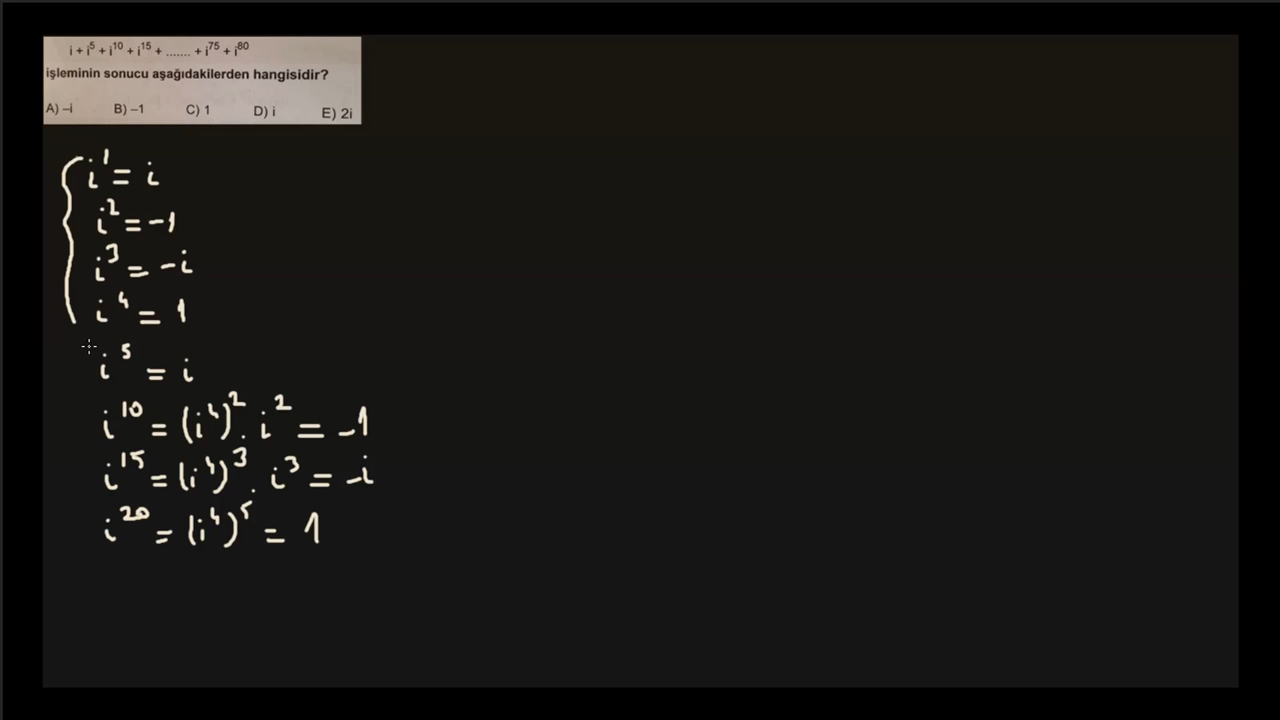 i + i⁵ + i¹⁰ + i¹⁵ + ....... + i⁷⁵ + i⁸⁰
işleminin sonucu aşağıdakilerden hangisidir?
A) –i B) –1 C) 1 D) i E) 2i
i¹ = i
i² = -1
i³ = -i
i⁴ = 1
i⁵ = i
i¹⁰ = (i⁴)² . i² = -1
i¹⁵ = (i⁴)³ . i³ = -i
i²⁰ = (i⁴)⁵ = 1